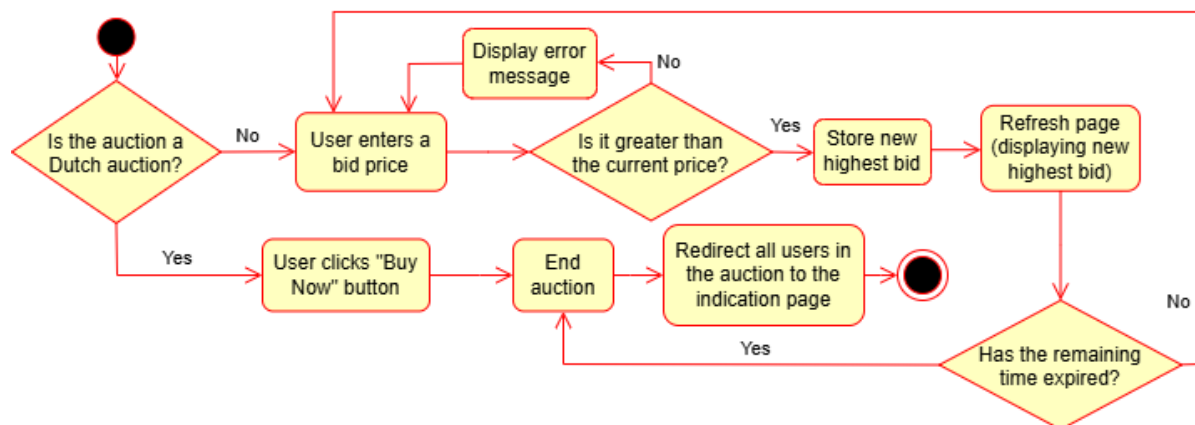 Display error
message
No
Is the auction a
Dutch auction?
No
User enters a
bid price
Is it greater than
the current price?
Yes
Store new
highest bid
Refresh page
(displaying new
highest bid)
Yes
User clicks "Buy
Now" button
End
auction
Redirect all users in
the auction to the
indication page
No
Yes
Has the remaining
time expired?